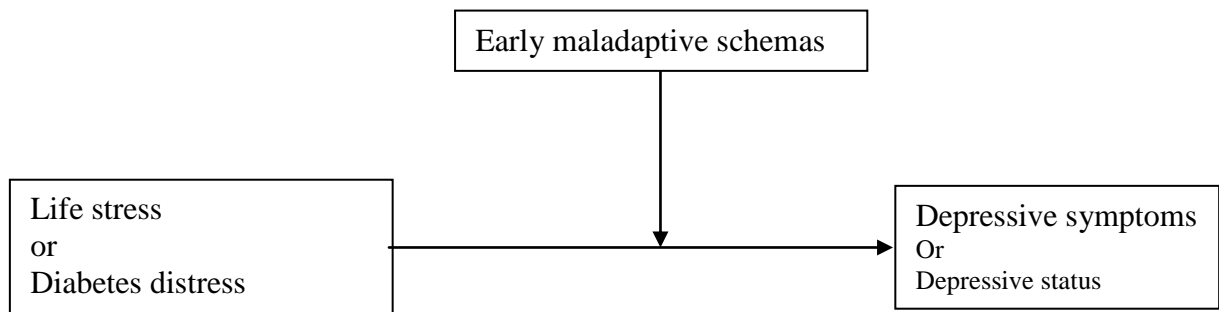 Early maladaptive schemas
Life stress
or
Diabetes distress
Depressive symptoms
Or
Depressive status